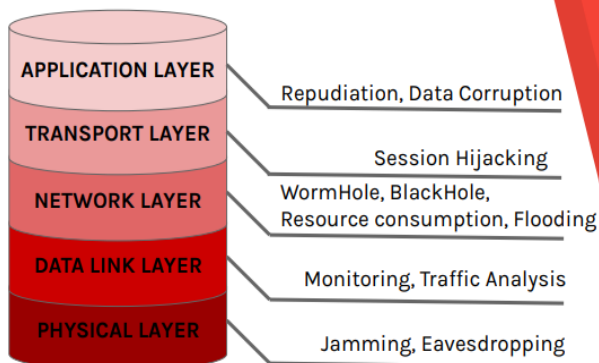 APPLICATION LAYER
Repudiation, Data Corruption
TRANSPORT LAYER
Session Hijacking
NETWORK LAYER
WormHole, BlackHole,
Resource consumption, Flooding
DATA LINK LAYER
Monitoring, Traffic Analysis
PHYSICAL LAYER
Jamming, Eavesdropping